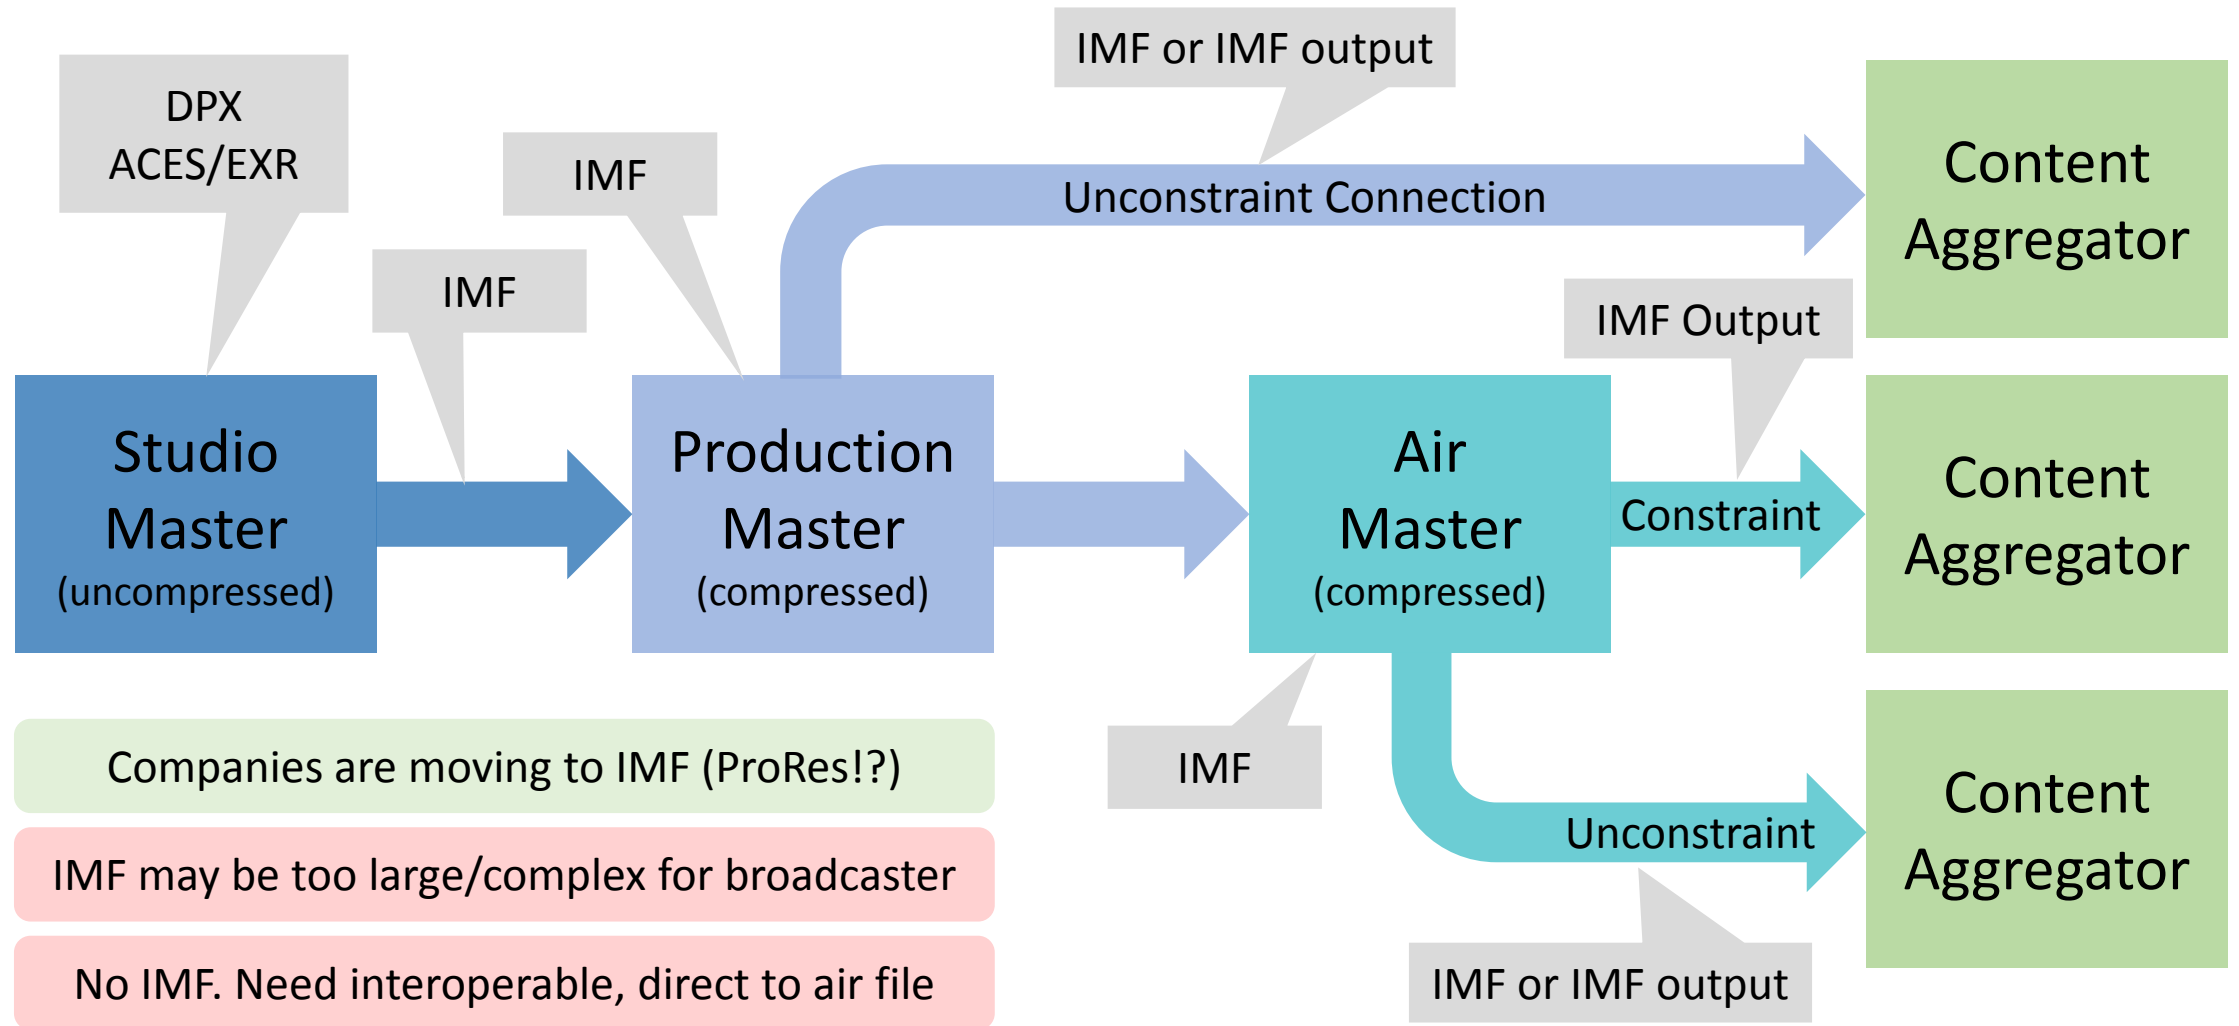 DPX
ACES/EXR
IMF
IMF
IMF or IMF output
Unconstraint Connection
Content
Aggregator
IMF Output
Studio
Master
(uncompressed)
Production
Master
(compressed)
Air
Master
(compressed)
Constraint
Content
Aggregator
Companies are moving to IMF (ProRes!?)
IMF may be too large/complex for broadcaster
No IMF. Need interoperable, direct to air file
IMF
Unconstraint
Content
Aggregator
IMF or IMF output